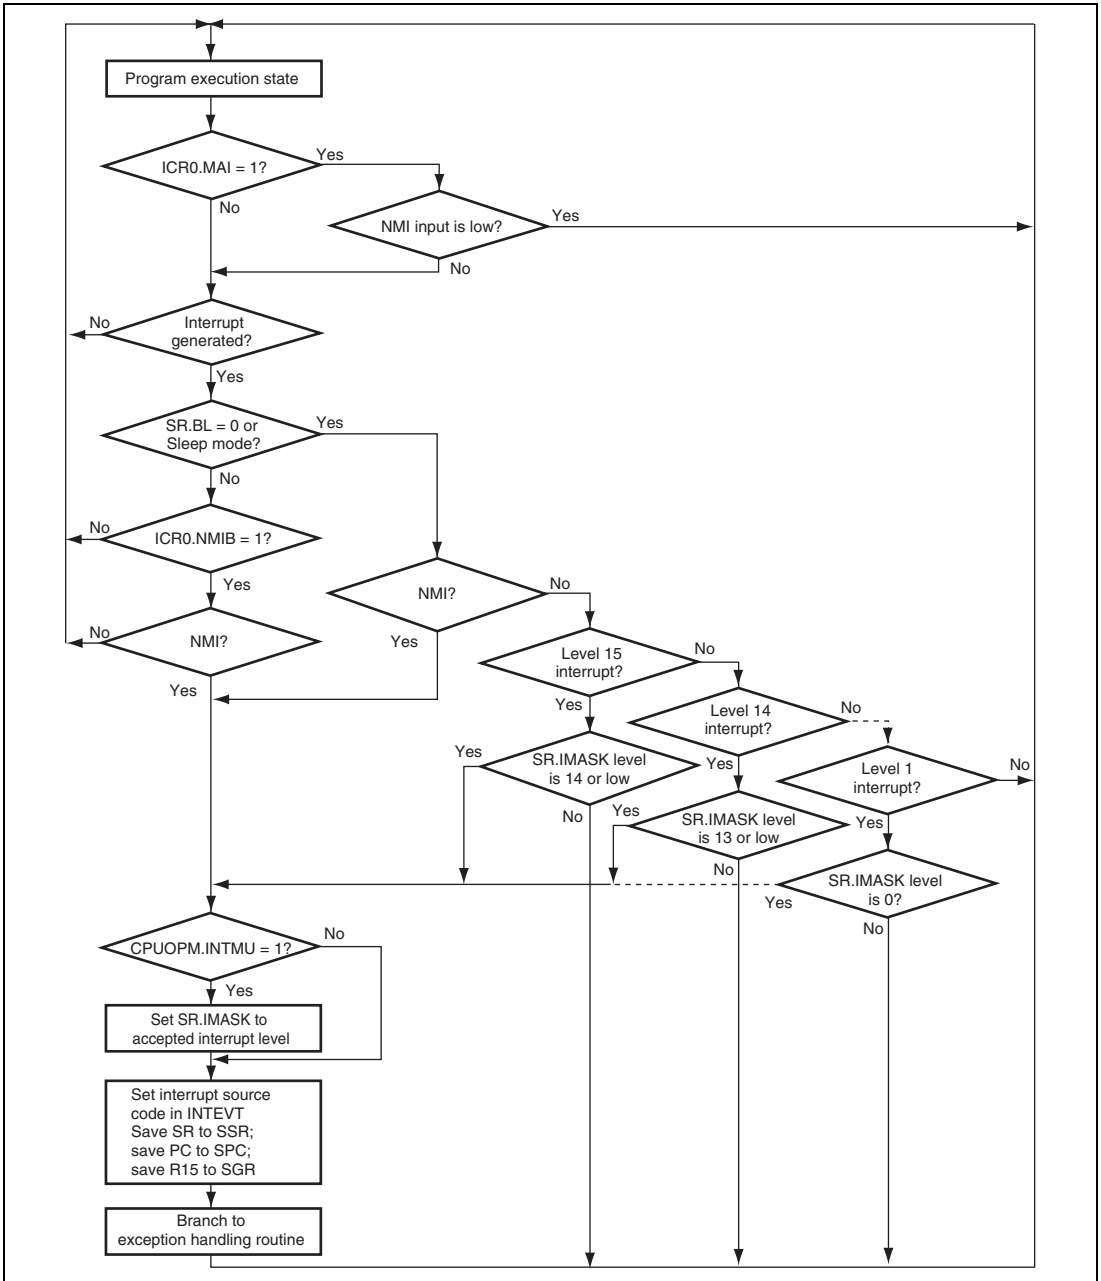 Program execution state
ICR0.MAI = 1?
Yes
No
NMI input is low?
Yes
No
Interrupt
generated?
No
Yes
SR.BL = 0 or
Sleep mode?
Yes
No
ICR0.NMIB = 1?
No
Yes
NMI?
No
Yes
NMI?
No
Yes
Level 15
interrupt?
No
Yes
Level 14
interrupt?
No
Yes
Level 1
interrupt?
No
Yes
SR.IMASK level
is 14 or low
Yes
No
SR.IMASK level
is 13 or low
Yes
No
SR.IMASK level
is 0?
Yes
No
CPUOPM.INTMU = 1?
No
Yes
Set SR.IMASK to
accepted interrupt level
Set interrupt source
code in INTEVT
Save SR to SSR;
save PC to SPC;
save R15 to SGR
Branch to
exception handling routine